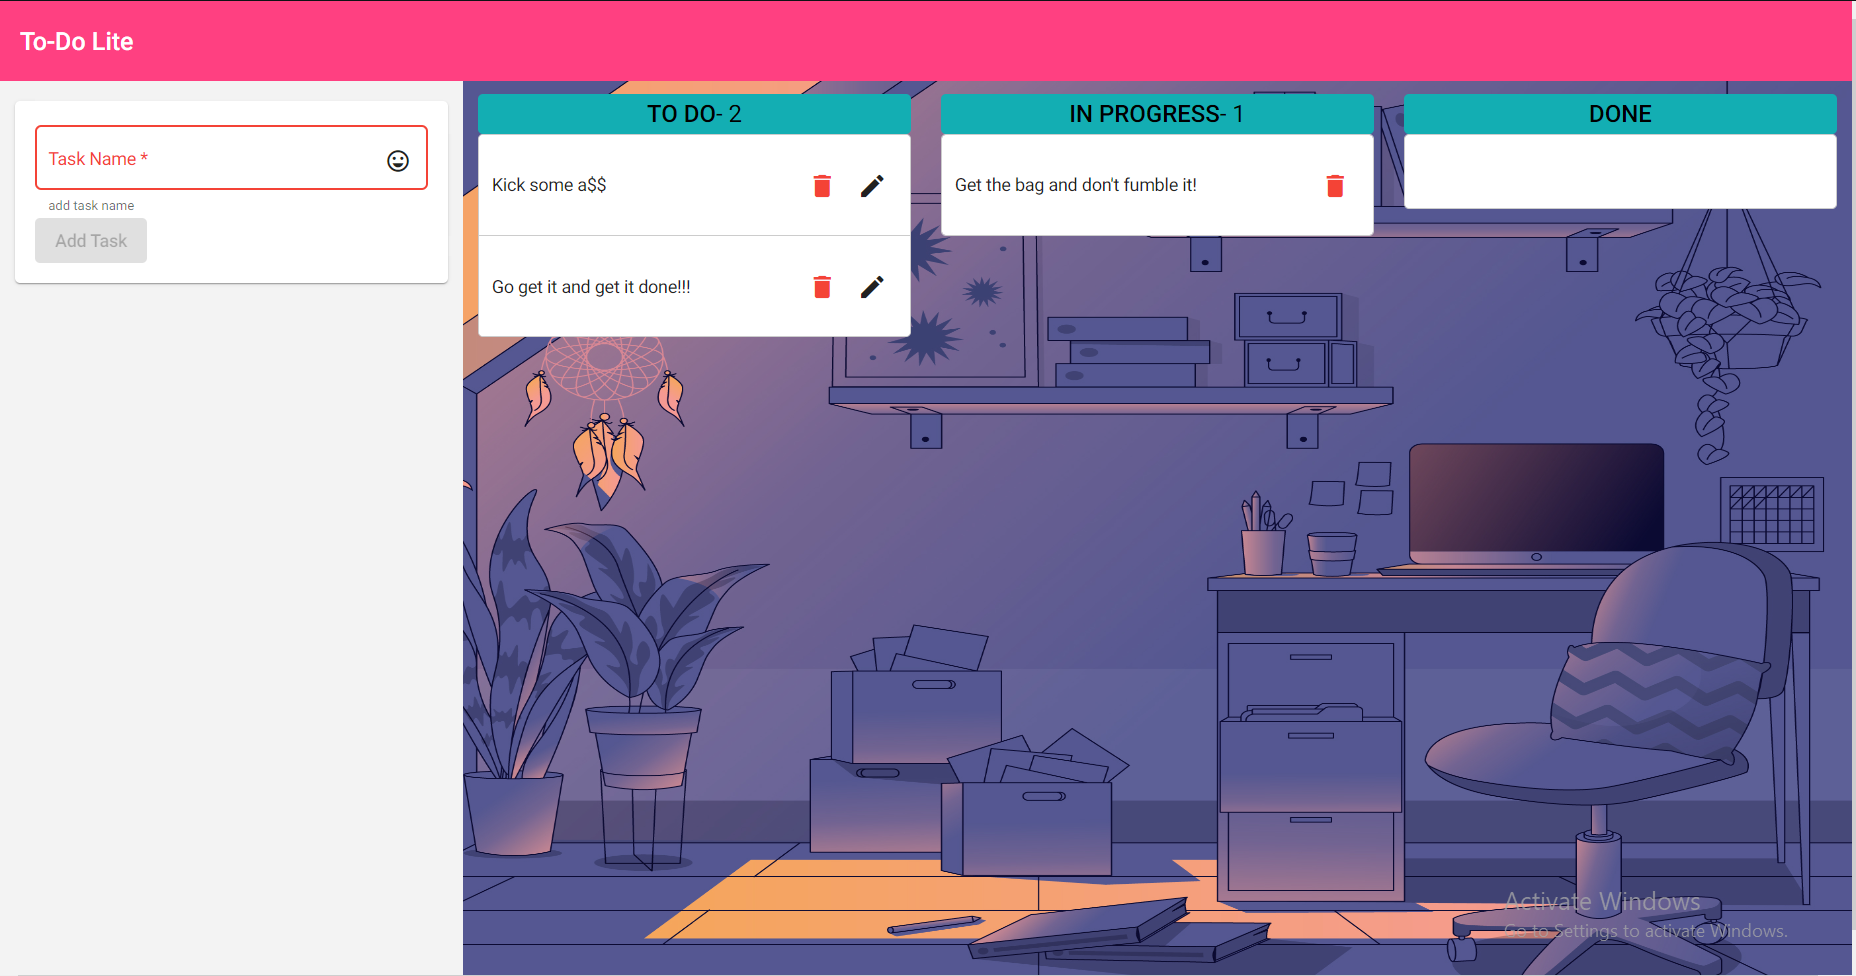 To-Do Lite
Task Name *
add task name
Add Task
TO DO- 2
Kick some a$$
Go get it and get it done!!!
IN PROGRESS- 1
Get the bag and don't fumble it!
DONE
Activate Windows
Go to Settings to activate Windows.